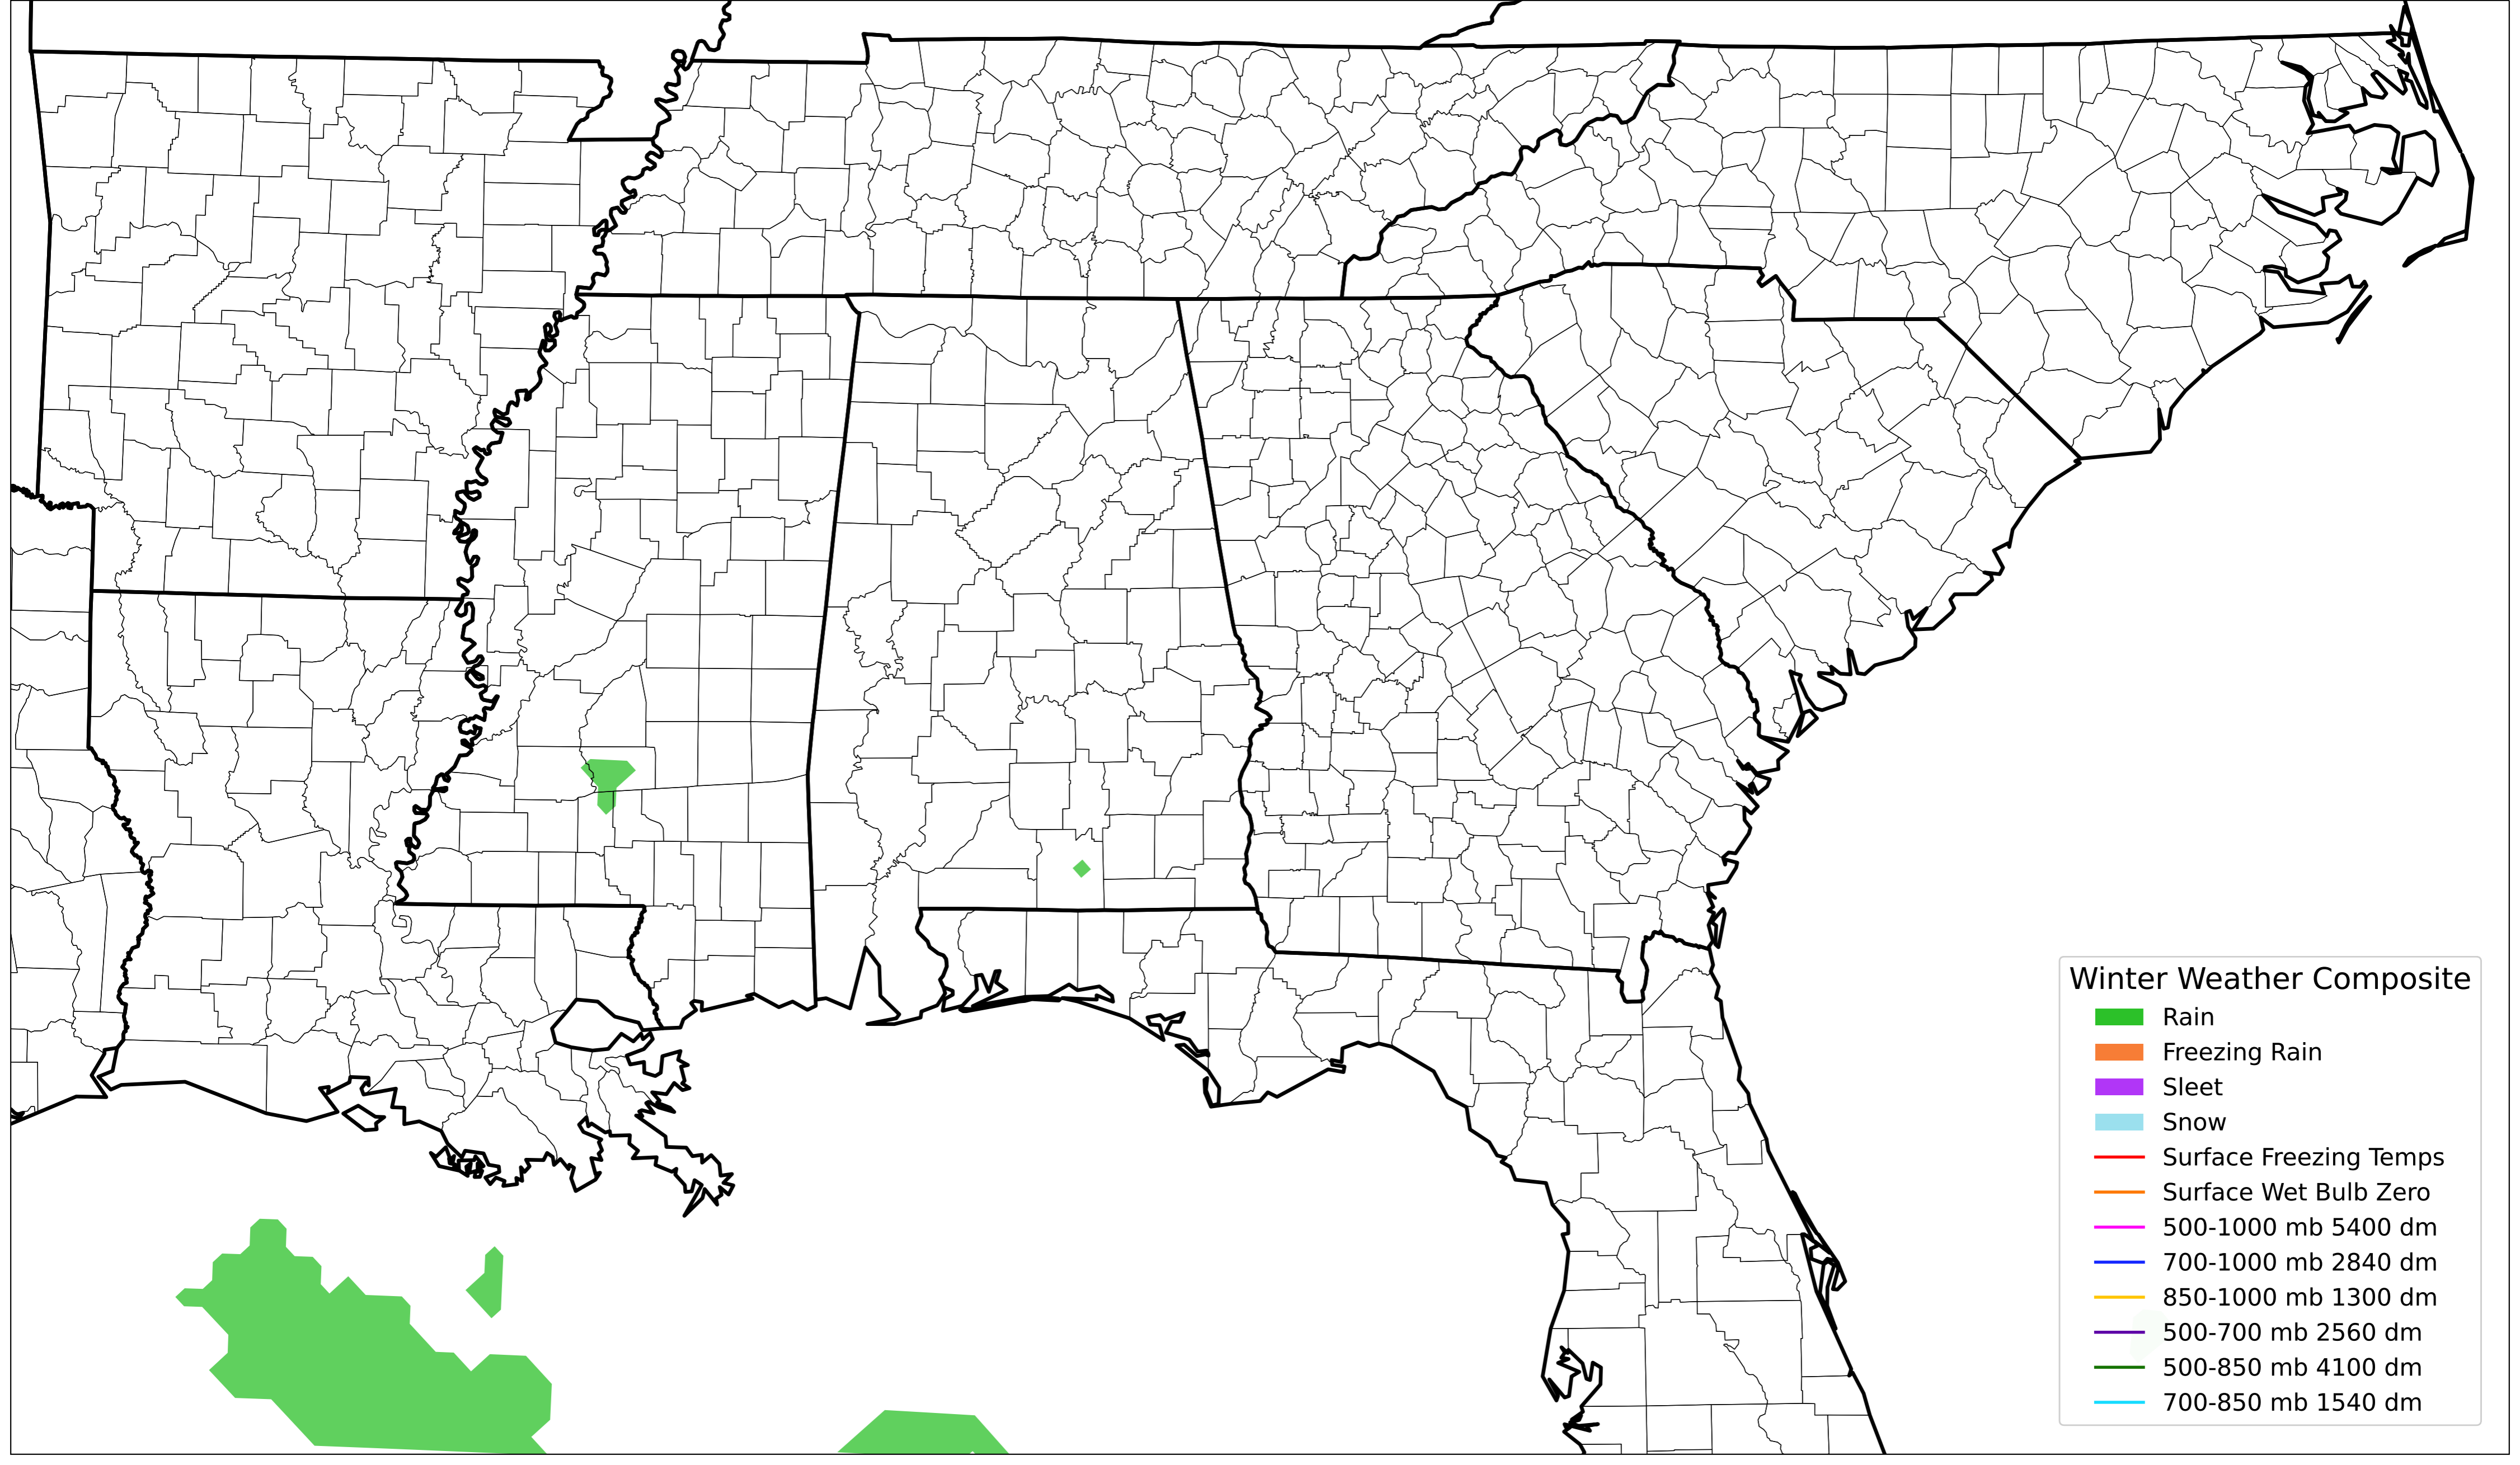 Winter Weather Composite
Rain
Freezing Rain
Sleet
Snow
Surface Freezing Temps
Surface Wet Bulb Zero
500-1000 mb 5400 dm
700-1000 mb 2840 dm
850-1000 mb 1300 dm
500-700 mb 2560 dm
500-850 mb 4100 dm
700-850 mb 1540 dm